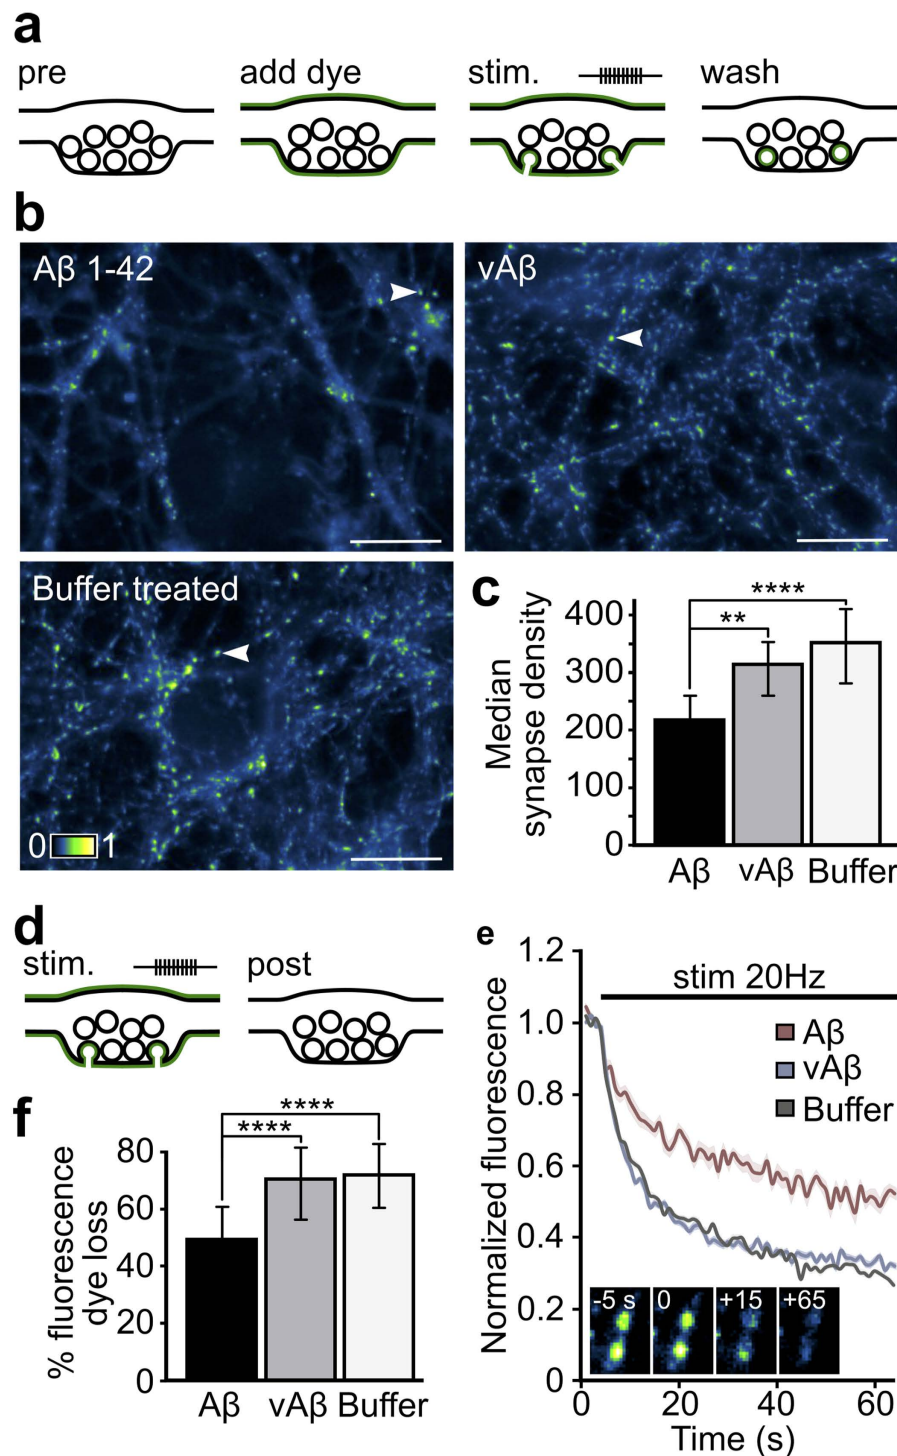 a
pre
add dye
stim.
wash
b
Aβ 1-42
vAβ
Buffer treated
0
1
c
Median
synapse density
400
300
200
100
0
****
**
Aβ
vAβ
Buffer
d
stim.
post
e
Normalized fluorescence
1.2
1.0
0.8
0.6
0.4
0.2
0
stim 20Hz
Aβ
vAβ
Buffer
-5 s
0
+15
+65
0
20
40
60
Time (s)
f
% fluorescence
dye loss
80
60
40
20
0
****
****
Aβ
vAβ
Buffer